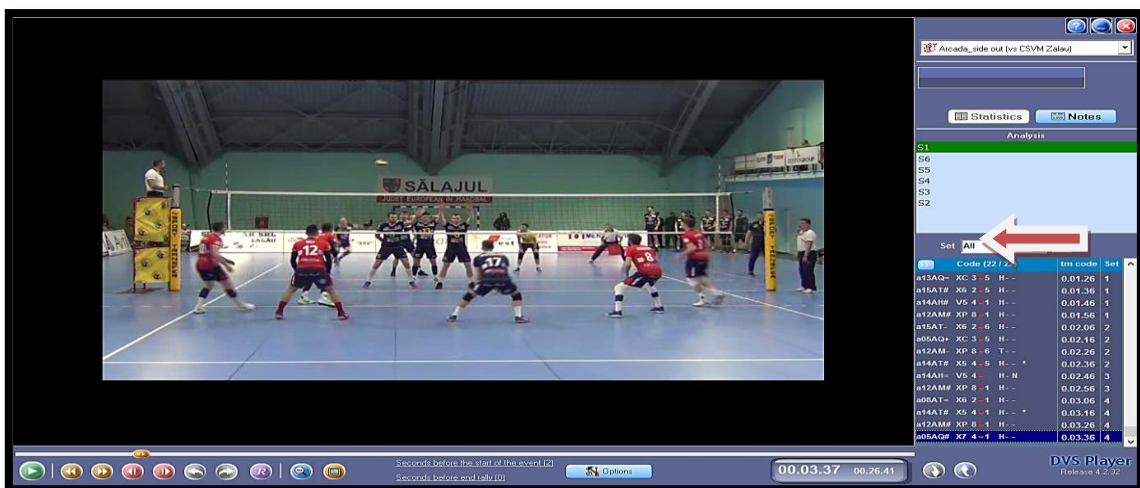 Arcada_side out (vs CSVM Zalau)
Statistics
Notes
Analysis
S1
S6
S5
S4
S3
S2
Set All
Code (22 / 22) tm code Set
a13AQ- XC 3 5 H- 0.01.26 1
a15AT# X6 2 5 H- - 0.01.36 1
a14AH# V5 4 1 H- - 0.01.46 1
a12AM# XP 8 1 H- - 0.01.56 1
a15AT- X6 2 6 H- - 0.02.06 2
a05AQ+ XC 3 5 H- - 0.02.16 2
a12AM- XP 8 6 T- - 0.02.26 2
a14AT# X5 4 5 H- - * 0.02.36 2
a14AH= V5 4 H- N 0.02.46 3
a12AM# XP 8 1 H- - 0.02.56 3
a08AT= X6 2 1 H- - 0.03.06 4
a14AT# X5 4 1 H- - * 0.03.16 4
a12AM# XP 8 1 H- - 0.03.26 4
a05AQ# X7 4 1 H- - 0.03.36 4
SĂLAJUL
JUDEȚ EUROPEAN ÎN HANDBAL
12
17
8
Seconds before the start of the event [2]
Seconds before end rally [0]
Options
00.03.37 00.26.41
DVS Player
Release 4.2.32
R